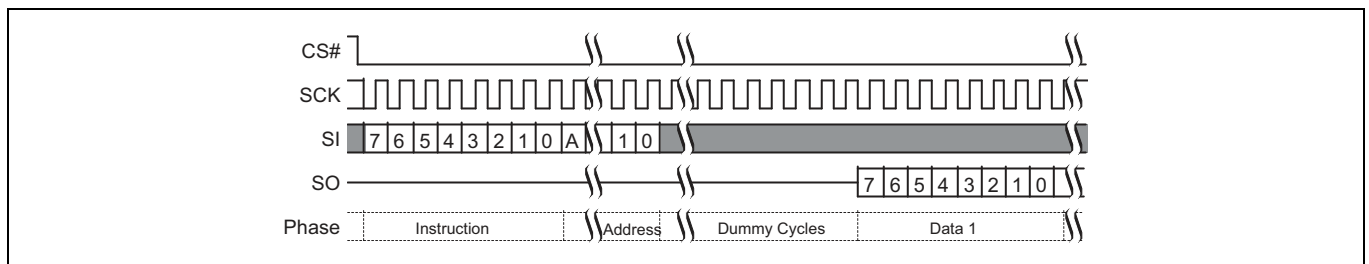 CS#
SCK
SI 7 6 5 4 3 2 1 0 A 1 0
SO 7 6 5 4 3 2 1 0
Phase Instruction Address Dummy Cycles Data 1